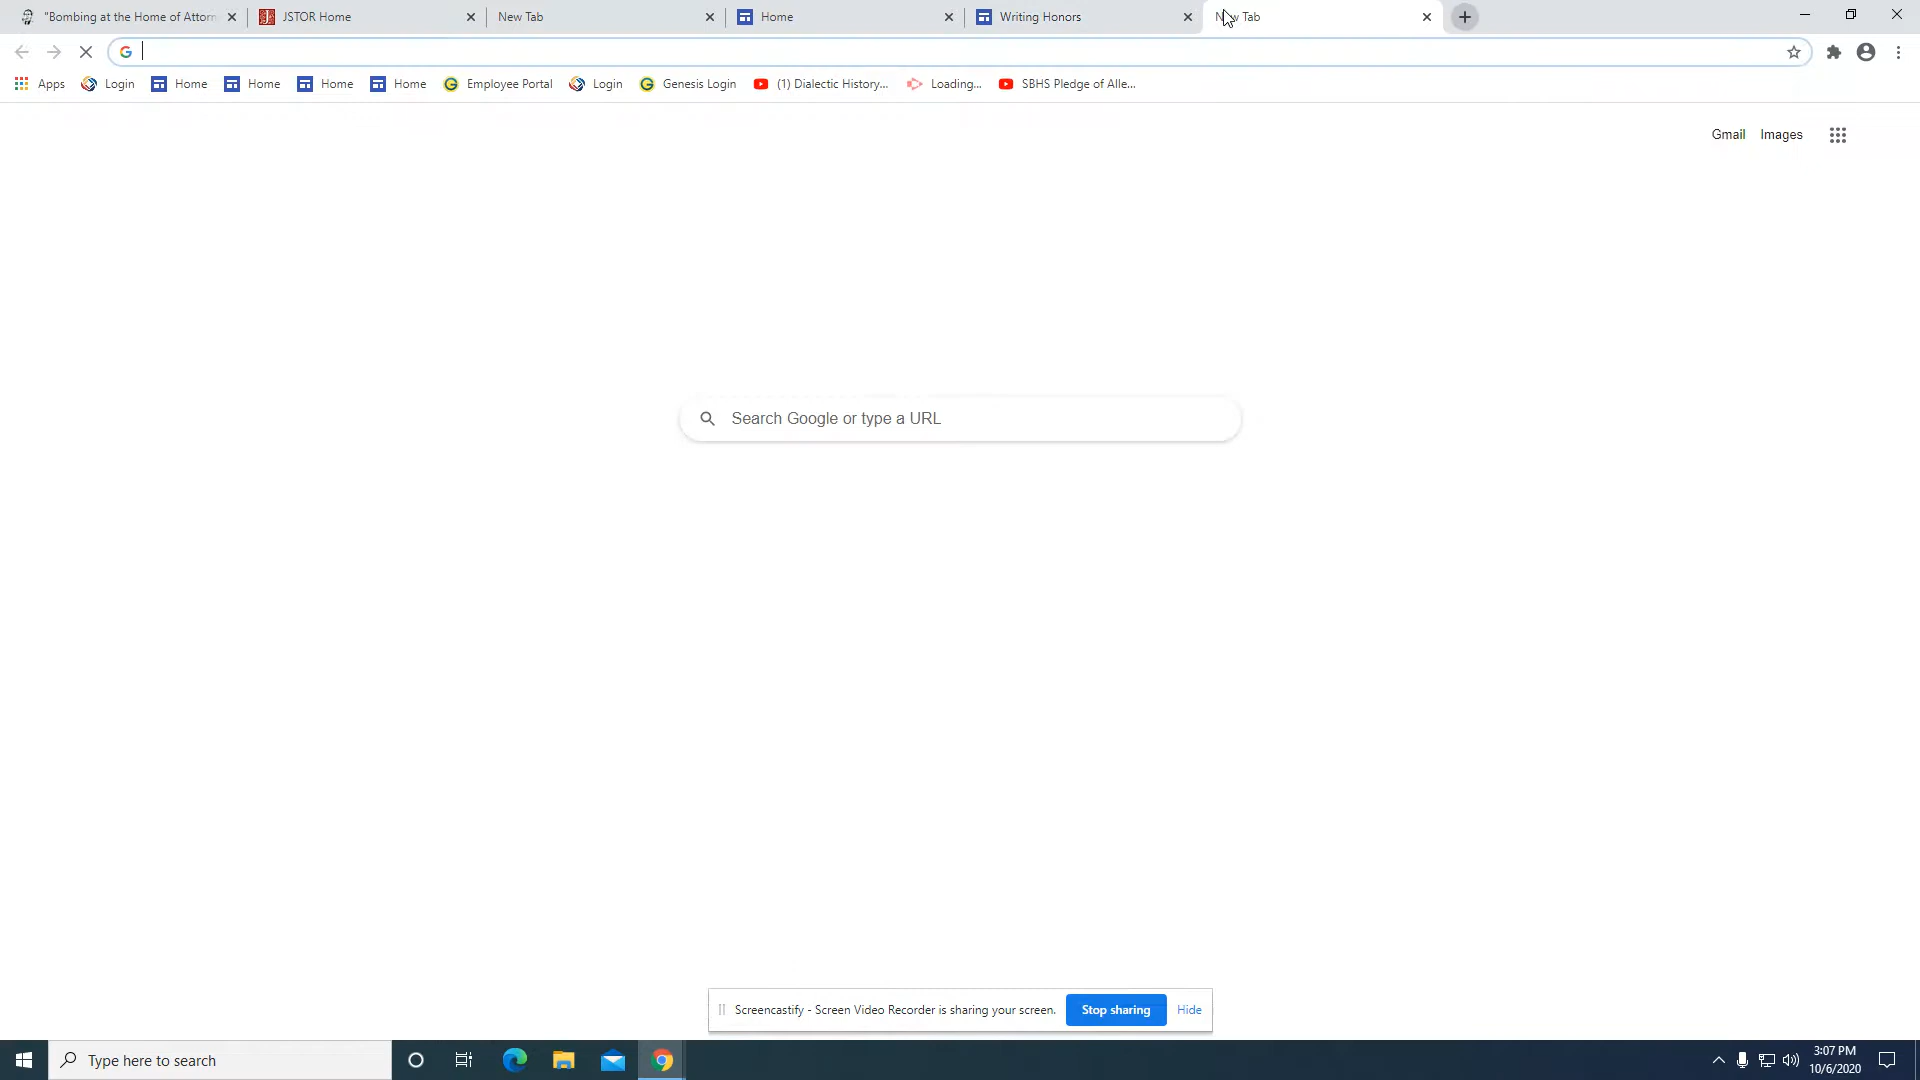 "Bombing at the Home of Attorn
JSTOR Home
New Tab
Home
Writing Honors
New Tab
Apps
Login
Home
Home
Home
Home
Employee Portal
Login
Genesis Login
(1) Dialectic History...
Loading...
SBHS Pledge of Alle...
Gmail
Images
Search Google or type a URL
Screencastify - Screen Video Recorder is sharing your screen.
Stop sharing
Hide
Type here to search
3:07 PM
10/6/2020